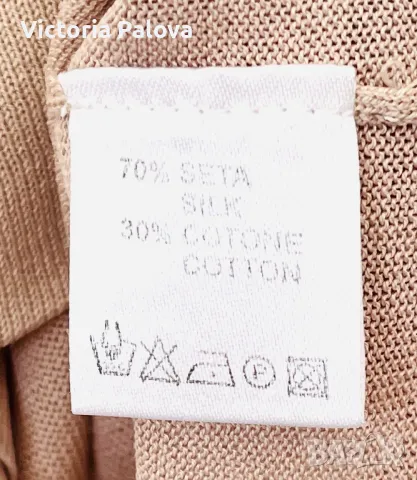 Victoria Palova
70% SETA
SILK
30% COTONE
COTTON
P